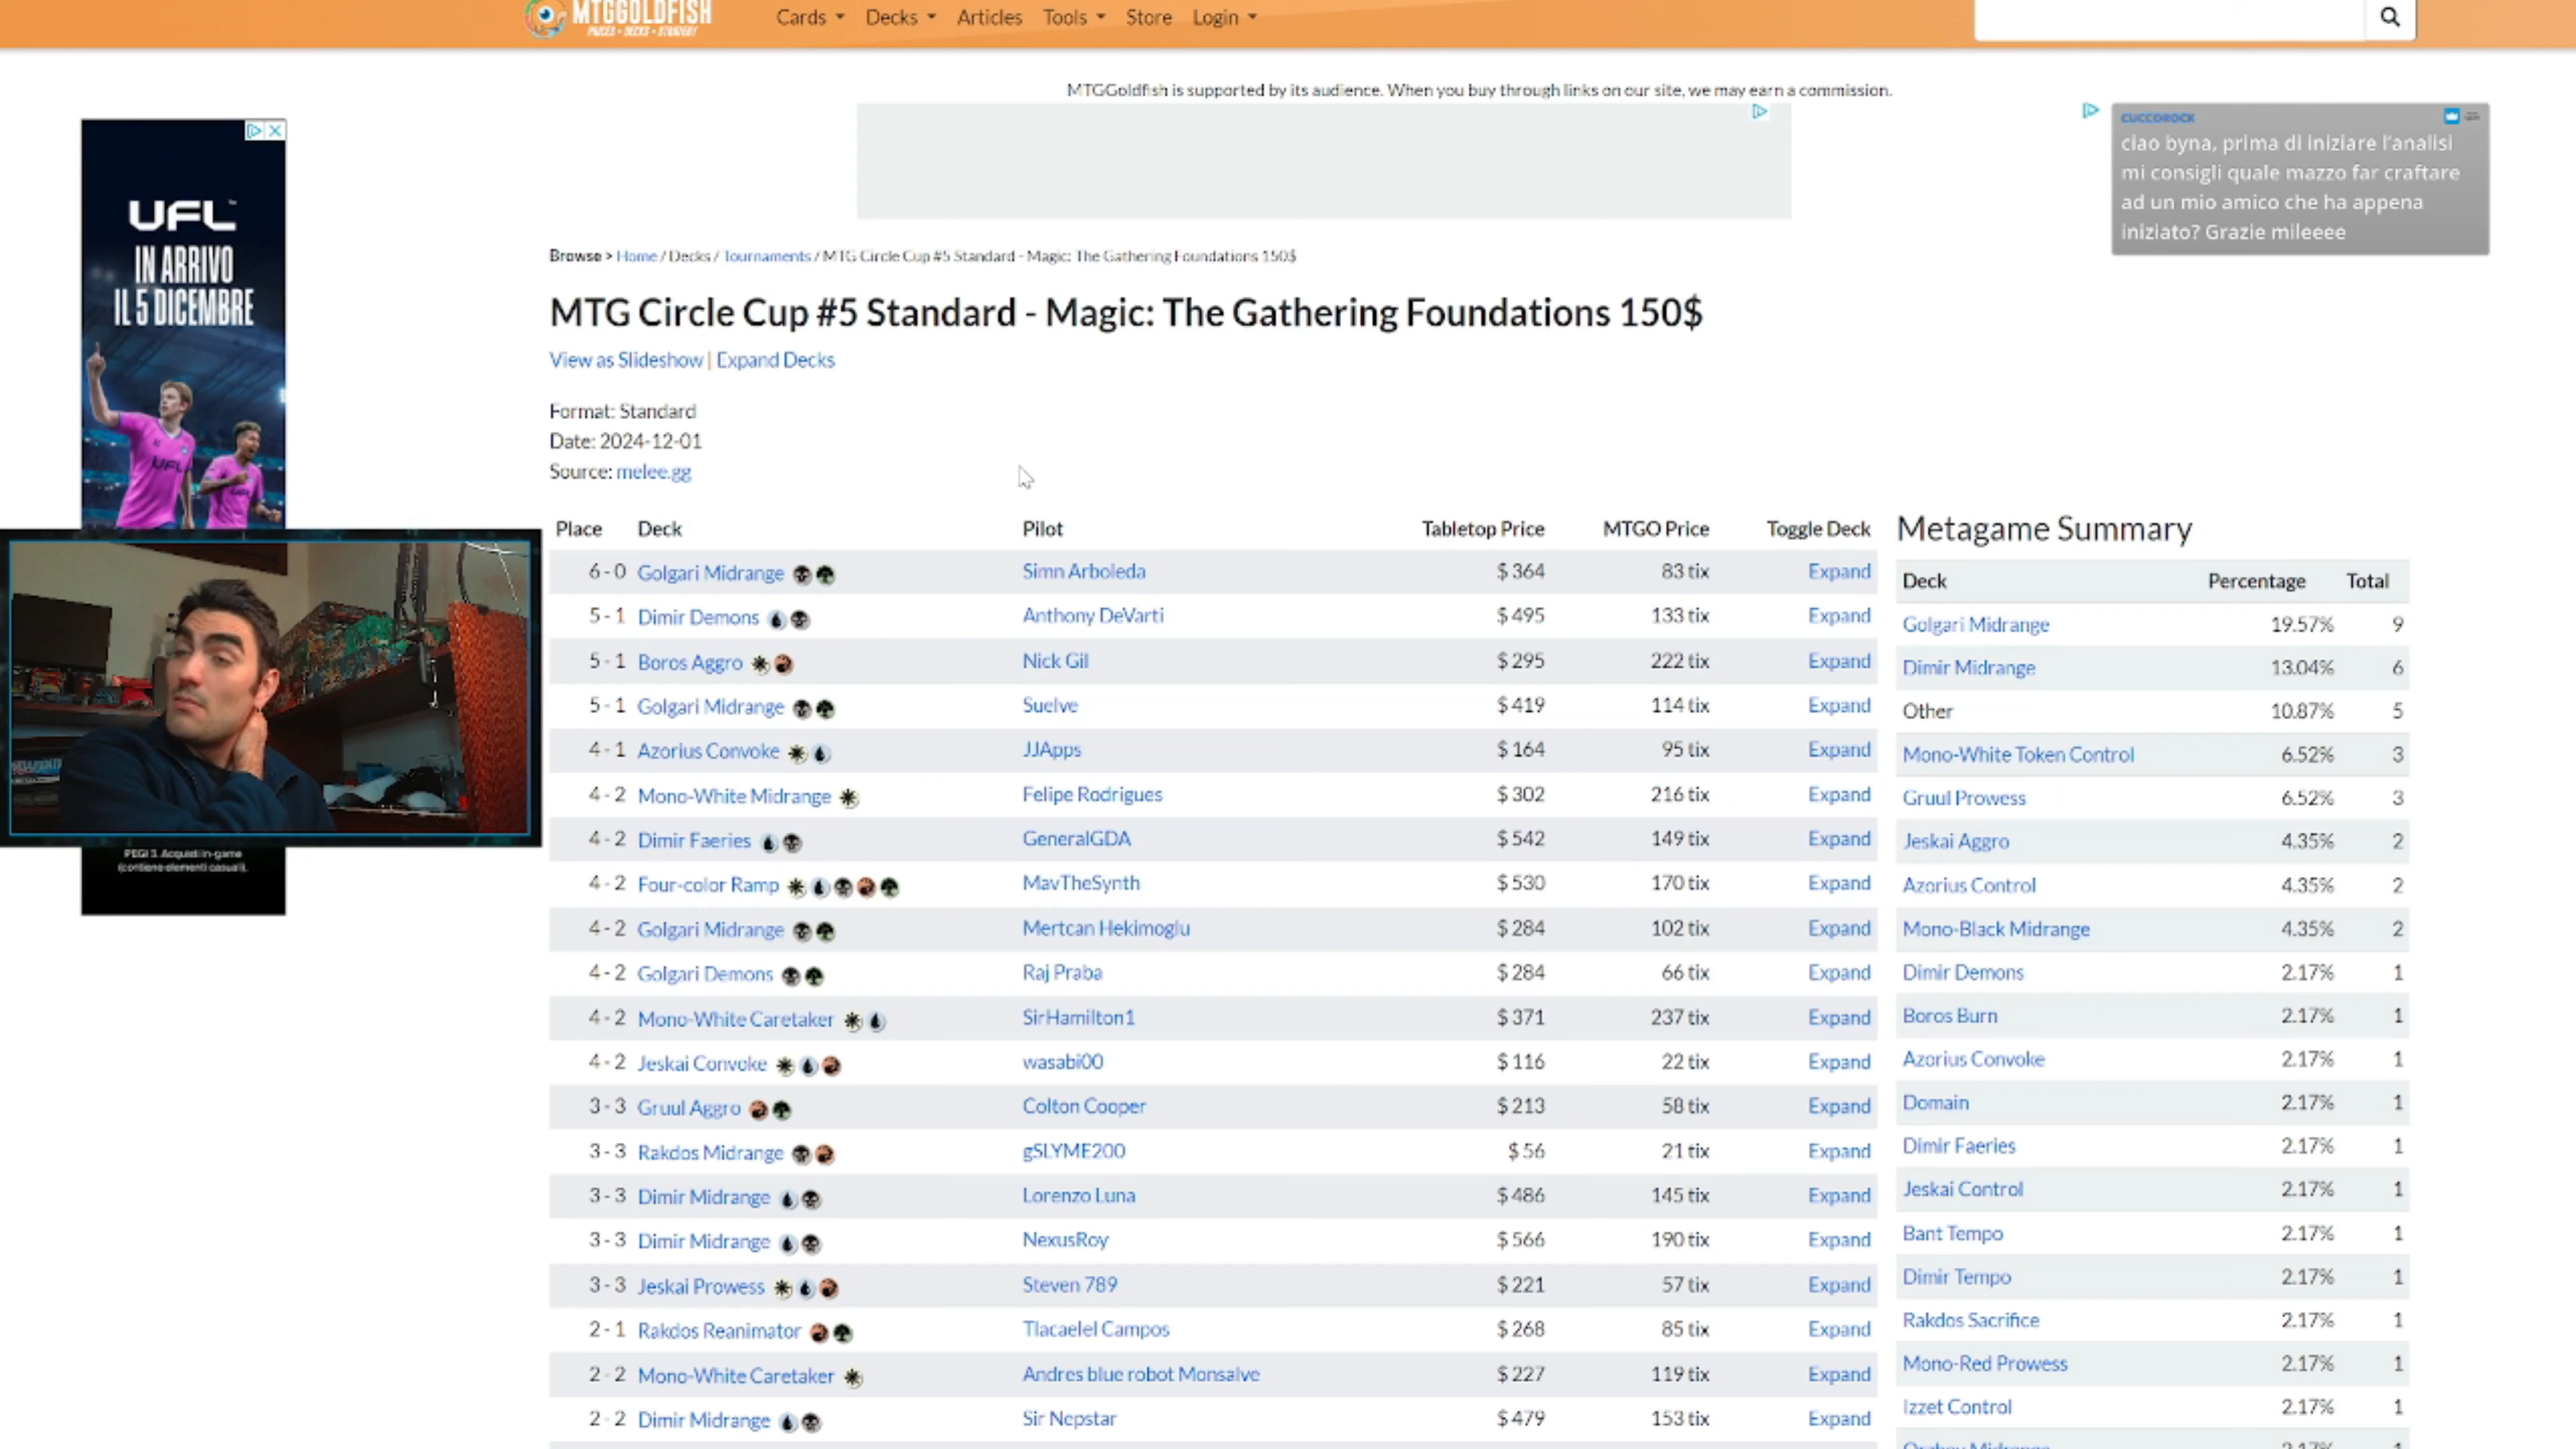 MTGGOLDFISH
PRICES • DECKS • STRATEGY
Cards Decks Articles Tools Store Login
MTGGoldfish is supported by its audience. When you buy through links on our site, we may earn a commission.
UFL
IN ARRIVO
IL 5 DICEMBRE
UFL
PEGI 3. Acquisti in-game
(contiene elementi casuali).
CUCCOROCK
ciao byna, prima di iniziare l'analisi
mi consigli quale mazzo far craftare
ad un mio amico che ha appena
iniziato? Grazie mileeee
Browse > Home / Decks / Tournaments / MTG Circle Cup #5 Standard - Magic: The Gathering Foundations 150$
MTG Circle Cup #5 Standard - Magic: The Gathering Foundations 150$
View as Slideshow | Expand Decks
Format: Standard
Date: 2024-12-01
Source: melee.gg
Place Deck Pilot Tabletop Price MTGO Price Toggle Deck
6 - 0 Golgari Midrange Simn Arboleda $ 364 83 tix Expand
5 - 1 Dimir Demons Anthony DeVarti $ 495 133 tix Expand
5 - 1 Boros Aggro Nick Gil $ 295 222 tix Expand
5 - 1 Golgari Midrange Suelve $ 419 114 tix Expand
4 - 1 Azorius Convoke JJApps $ 164 95 tix Expand
4 - 2 Mono-White Midrange Felipe Rodrigues $ 302 216 tix Expand
4 - 2 Dimir Faeries GeneralGDA $ 542 149 tix Expand
4 - 2 Four-color Ramp MavTheSynth $ 530 170 tix Expand
4 - 2 Golgari Midrange Mertcan Hekimoglu $ 284 102 tix Expand
4 - 2 Golgari Demons Raj Praba $ 284 66 tix Expand
4 - 2 Mono-White Caretaker SirHamilton1 $ 371 237 tix Expand
4 - 2 Jeskai Convoke wasabi00 $ 116 22 tix Expand
3 - 3 Gruul Aggro Colton Cooper $ 213 58 tix Expand
3 - 3 Rakdos Midrange gSLYME200 $ 56 21 tix Expand
3 - 3 Dimir Midrange Lorenzo Luna $ 486 145 tix Expand
3 - 3 Dimir Midrange NexusRoy $ 566 190 tix Expand
3 - 3 Jeskai Prowess Steven 789 $ 221 57 tix Expand
2 - 1 Rakdos Reanimator Tlacaelel Campos $ 268 85 tix Expand
2 - 2 Mono-White Caretaker Andres blue robot Monsalve $ 227 119 tix Expand
2 - 2 Dimir Midrange Sir Nepstar $ 479 153 tix Expand
Metagame Summary
Deck Percentage Total
Golgari Midrange 19.57% 9
Dimir Midrange 13.04% 6
Other 10.87% 5
Mono-White Token Control 6.52% 3
Gruul Prowess 6.52% 3
Jeskai Aggro 4.35% 2
Azorius Control 4.35% 2
Mono-Black Midrange 4.35% 2
Dimir Demons 2.17% 1
Boros Burn 2.17% 1
Azorius Convoke 2.17% 1
Domain 2.17% 1
Dimir Faeries 2.17% 1
Jeskai Control 2.17% 1
Bant Tempo 2.17% 1
Dimir Tempo 2.17% 1
Rakdos Sacrifice 2.17% 1
Mono-Red Prowess 2.17% 1
Izzet Control 2.17% 1